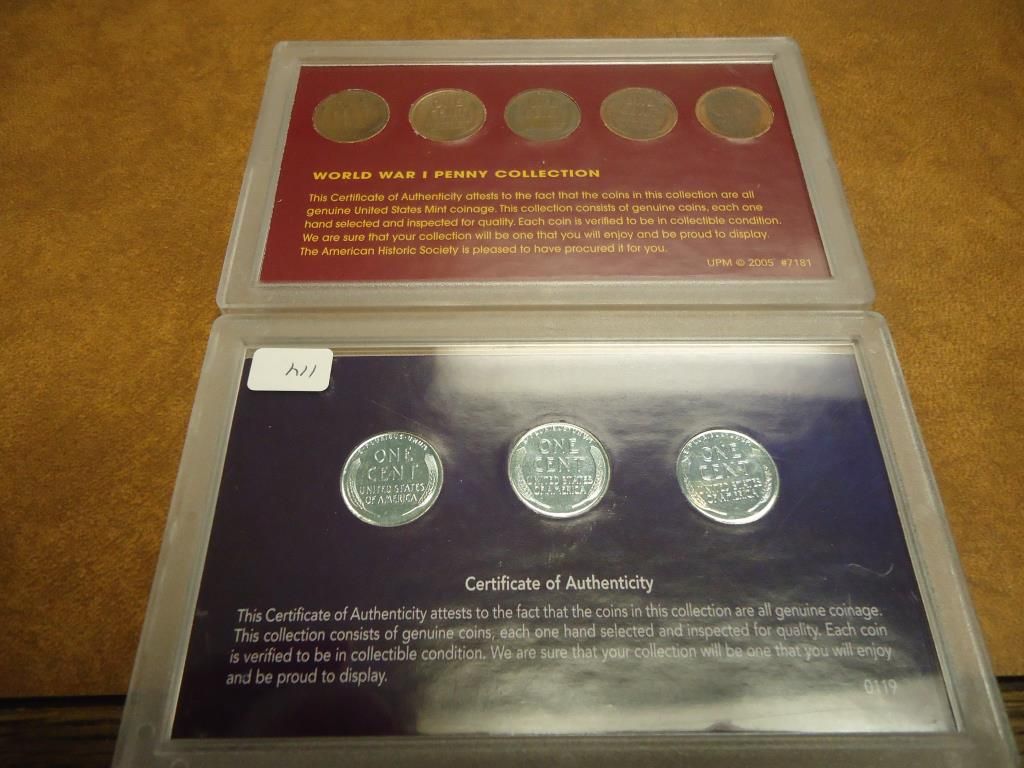 WORLD WAR I PENNY COLLECTION
This Certificate of Authenticity attests to the fact that the coins in this collection are all
genuine United States Mint coinage. This collection consists of genuine coins, each one
hand selected and inspected for quality. Each coin is verified to be in collectible condition.
We are sure that your collection will be one that you will enjoy and be proud to display.
The American Historic Society is pleased to have procured it for you.
UPM © 2005 #7181
114
E PLURIBUS UNUM
ONE
CENT
UNITED STATES
OF AMERICA
ONE
CENT
UNITED STATES
OF AMERICA
ONE
CENT
UNITED STATES
OF AMERICA
Certificate of Authenticity
This Certificate of Authenticity attests to the fact that the coins in this collection are all genuine coinage.
This collection consists of genuine coins, each one hand selected and inspected for quality. Each coin
is verified to be in collectible condition. We are sure that your collection will be one that you will enjoy
and be proud to display.
0119